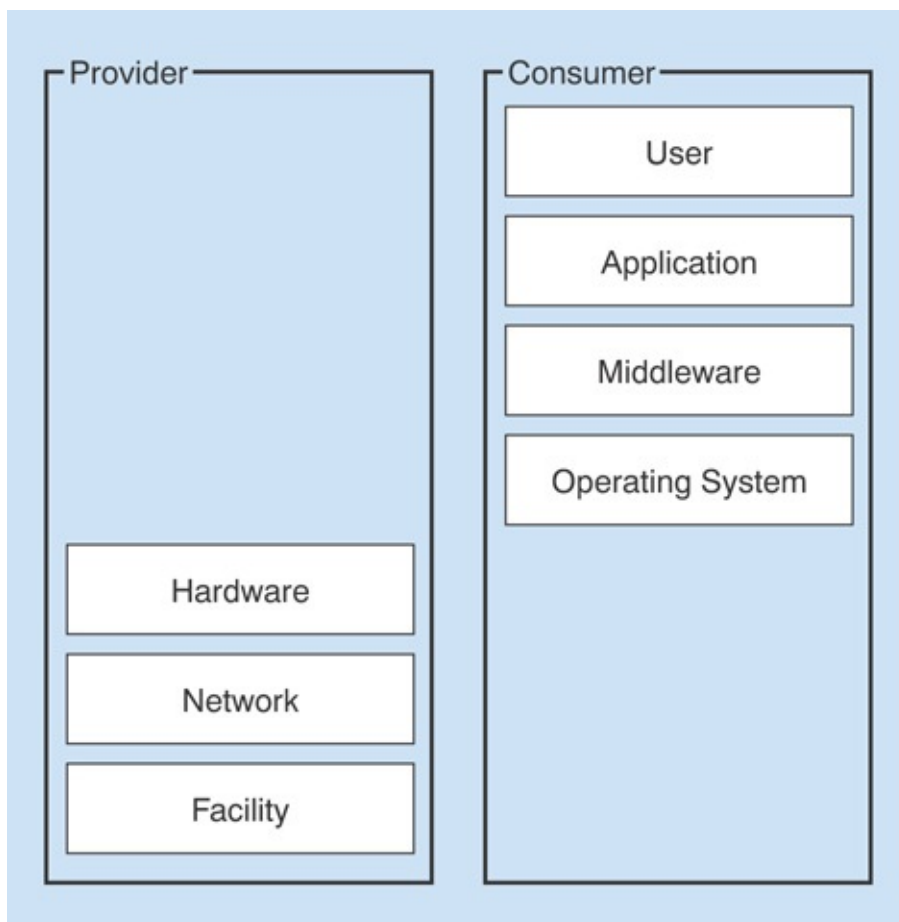 Provider
Hardware
Network
Facility
Consumer
User
Application
Middleware
Operating System